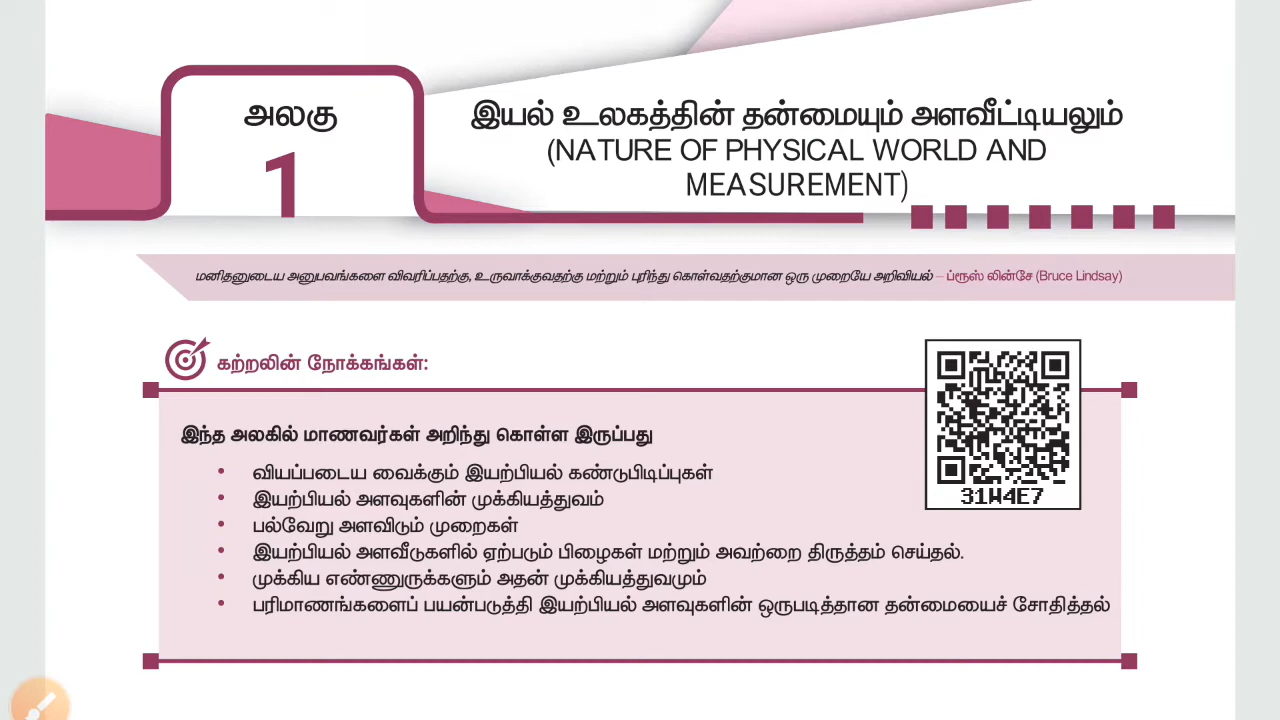 அலகு
1
இயல் உலகத்தின் தன்மையும் அளவீட்டியலும்
(NATURE OF PHYSICAL WORLD AND
MEASUREMENT)
மனிதனுடைய அனுபவங்களை விவரிப்பதற்கு, உருவாக்குவதற்கு மற்றும் புரிந்து கொள்வதற்குமான ஒரு முறையே அறிவியல் – ப்ரூஸ் லின்சே (Bruce Lindsay)
கற்றலின் நோக்கங்கள்:
இந்த அலகில் மாணவர்கள் அறிந்து கொள்ள இருப்பது
• வியப்படைய வைக்கும் இயற்பியல் கண்டுபிடிப்புகள்
• இயற்பியல் அளவுகளின் முக்கியத்துவம்
• பல்வேறு அளவிடும் முறைகள்
• இயற்பியல் அளவீடுகளில் ஏற்படும் பிழைகள் மற்றும் அவற்றை திருத்தம் செய்தல்.
• முக்கிய எண்ணுருக்களும் அதன் முக்கியத்துவமும்
• பரிமாணங்களைப் பயன்படுத்தி இயற்பியல் அளவுகளின் ஒருபடித்தான தன்மையைச் சோதித்தல்
31W4E7